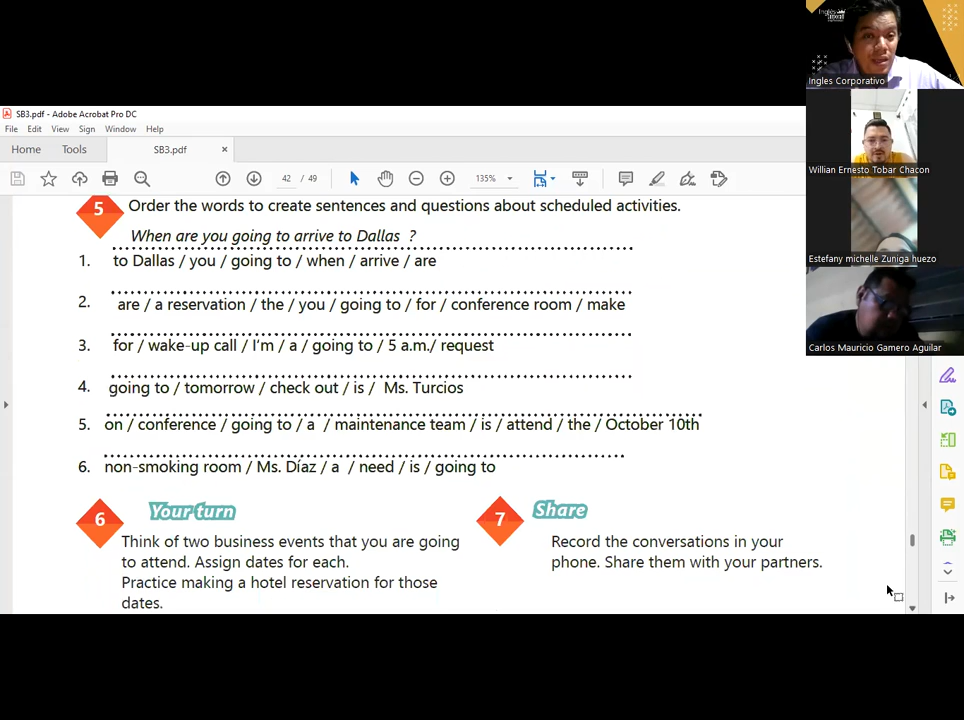 Inglés
Ingles Corporativo
Willian Ernesto Tobar Chacon
Estefany michelle Zuniga huezo
Carlos Mauricio Gamero Aguilar
SB3.pdf - Adobe Acrobat Pro DC
File Edit View Sign Window Help
Home Tools SB3.pdf ×
42 / 49 135%
5 Order the words to create sentences and questions about scheduled activities.
When are you going to arrive to Dallas ?
1. to Dallas / you / going to / when / arrive / are
2. are / a reservation / the / you / going to / for / conference room / make
3. for / wake-up call / I'm / a / going to / 5 a.m./ request
4. going to / tomorrow / check out / is / Ms. Turcios
5. on / conference / going to / a / maintenance team / is / attend / the / October 10th
6. non-smoking room / Ms. Díaz / a / need / is / going to
6 Your turn
Think of two business events that you are going
to attend. Assign dates for each.
Practice making a hotel reservation for those
dates.
7 Share
Record the conversations in your
phone. Share them with your partners.